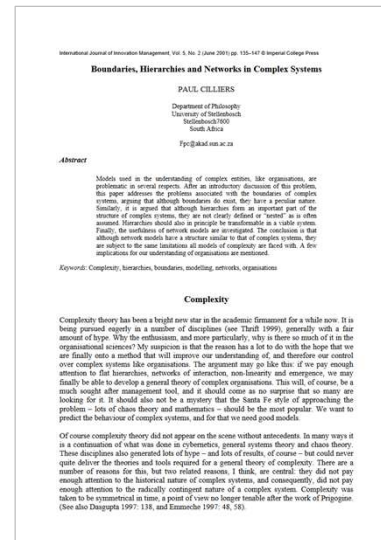 International Journal of Innovation Management, Vol. 5, No. 2 (June 2001) pp. 135–147 © Imperial College Press
Boundaries, Hierarchies and Networks in Complex Systems
PAUL CILLIERS
Department of Philosophy
University of Stellenbosch
Stellenbosch7600
South Africa
Fpc@akad.sun.ac.za
Abstract
Models used in the understanding of complex entities, like organisations, are
problematic in several respects. After an introductory discussion of this problem,
this paper addresses the problems associated with the boundaries of complex
systems, arguing that although boundaries do exist, they have a peculiar nature.
Similarly, it is argued that although hierarchies form an important part of the
structure of complex systems, they are not clearly defined or “nested” as is often
assumed. Hierarchies should also in principle be transformable in a viable system.
Finally, the usefulness of network models are investigated. The conclusion is that
although network models have a structure similar to that of complex systems, they
are subject to the same limitations all models of complexity are faced with. A few
implications for our understanding of organisations are mentioned.
Keywords: Complexity, hierarchies, boundaries, modelling, networks, organisations
Complexity
Complexity theory has been a bright new star in the academic firmament for a while now. It is
being pursued eagerly in a number of disciplines (see Thrift 1999), generally with a fair
amount of hype. Why the enthusiasm, and more particularly, why is there so much of it in the
organisational sciences? My suspicion is that the reason has a lot to do with the hope that we
are finally onto a method that will improve our understanding of, and therefore our control
over complex systems like organisations. The argument may go like this: if we pay enough
attention to flat hierarchies, networks of interaction, non-linearity and emergence, we may
finally be able to develop a general theory of complex organisations. This will, of course, be a
much sought after management tool, and it should come as no surprise that so many are
looking for it. It should also not be a mystery that the Santa Fe style of approaching the
problem – lots of chaos theory and mathematics – should be the most popular. We want to
predict the behaviour of complex systems, and for that we need good models.
Of course complexity theory did not appear on the scene without antecedents. In many ways it
is a continuation of what was done in cybernetics, general systems theory and chaos theory.
These disciplines also generated lots of hype – and lots of results, of course – but could never
quite deliver the theories and tools required for a general theory of complexity. There are a
number of reasons for this, but two related reasons, I think, are central: they did not pay
enough attention to the historical nature of complex systems, and consequently, did not pay
enough attention to the radically contingent nature of a complex system. Complexity was
taken to be symmetrical in time, a point of view no longer tenable after the work of Prigogine.
(See also Dasgupta 1997: 138, and Emmeche 1997: 48, 58).